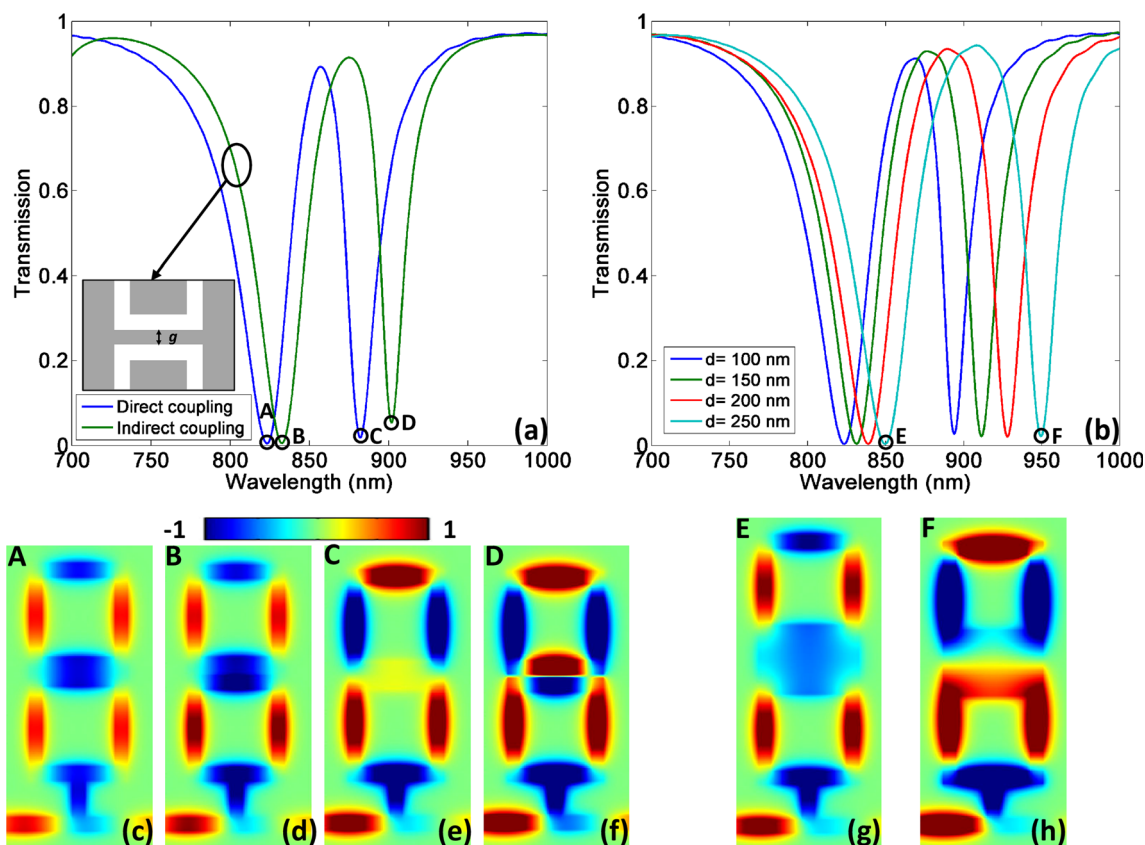 1
0.8
0.6
0.4
0.2
0
700
750
800
850
900
950
1000
Transmission
Wavelength (nm)
g
Direct coupling
Indirect coupling
A
B
C
D
(a)
1
0.8
0.6
0.4
0.2
0
700
750
800
850
900
950
1000
Transmission
Wavelength (nm)
d= 100 nm
d= 150 nm
d= 200 nm
d= 250 nm
E
F
(b)
-1
1
A
(c)
B
(d)
C
(e)
D
(f)
E
(g)
F
(h)